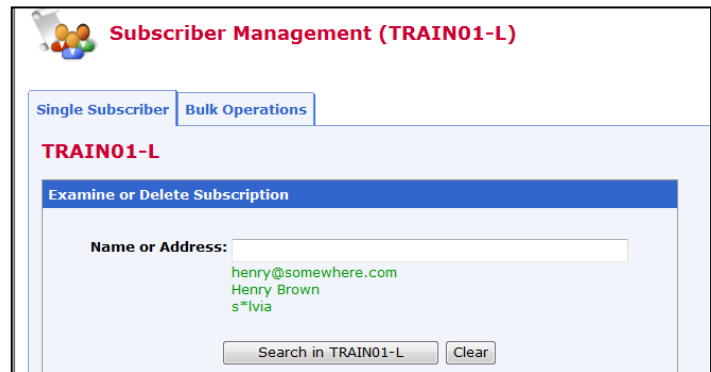 Subscriber Management (TRAIN01-L)
Single Subscriber Bulk Operations
TRAIN01-L
Examine or Delete Subscription
Name or Address:
henry@somewhere.com
Henry Brown
s*lvia
Search in TRAIN01-L Clear